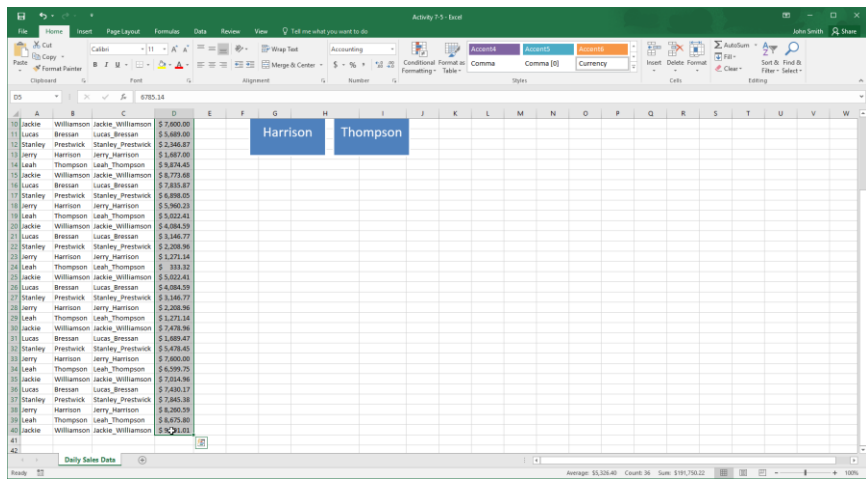 Activity 7-5 - Excel
File Home Insert Page Layout Formulas Data Review View Tell me what you want to do John Smith Share
Paste Cut Copy Format Painter Clipboard
Calibri 11 B I U Font
Wrap Text Merge & Center Alignment
Accounting $ % Number
Conditional Formatting Format as Table
Accent4 Accent5 Accent6
Comma Comma [0] Currency
Styles
Insert Delete Format Cells
AutoSum Fill Clear Sort & Filter Find & Select Editing
D5 fx 6785.14
A B C D E F G H I J K L M N O P Q R S T U V W
10 Jackie Williamson Jackie_Williamson $ 7,600.00
11 Lucas Bressan Lucas_Bressan $ 5,689.00
12 Stanley Prestwick Stanley_Prestwick $ 2,346.87
13 Jerry Harrison Jerry_Harrison $ 1,687.00
14 Leah Thompson Leah_Thompson $ 9,874.45
15 Jackie Williamson Jackie_Williamson $ 8,773.68
16 Lucas Bressan Lucas_Bressan $ 7,835.87
17 Stanley Prestwick Stanley_Prestwick $ 6,898.05
18 Jerry Harrison Jerry_Harrison $ 5,960.23
19 Leah Thompson Leah_Thompson $ 5,022.41
20 Jackie Williamson Jackie_Williamson $ 4,084.59
21 Lucas Bressan Lucas_Bressan $ 3,146.77
22 Stanley Prestwick Stanley_Prestwick $ 2,208.96
23 Jerry Harrison Jerry_Harrison $ 1,271.14
24 Leah Thompson Leah_Thompson $ 333.32
25 Jackie Williamson Jackie_Williamson $ 5,022.41
26 Lucas Bressan Lucas_Bressan $ 4,084.59
27 Stanley Prestwick Stanley_Prestwick $ 3,146.77
28 Jerry Harrison Jerry_Harrison $ 2,208.96
29 Leah Thompson Leah_Thompson $ 1,271.14
30 Jackie Williamson Jackie_Williamson $ 7,478.96
31 Lucas Bressan Lucas_Bressan $ 1,689.47
32 Stanley Prestwick Stanley_Prestwick $ 5,478.45
33 Jerry Harrison Jerry_Harrison $ 7,600.00
34 Leah Thompson Leah_Thompson $ 6,599.75
35 Jackie Williamson Jackie_Williamson $ 7,014.96
36 Lucas Bressan Lucas_Bressan $ 7,430.17
37 Stanley Prestwick Stanley_Prestwick $ 7,845.38
38 Jerry Harrison Jerry_Harrison $ 8,260.59
39 Leah Thompson Leah_Thompson $ 8,675.80
40 Jackie Williamson Jackie_Williamson
41
42
Harrison Thompson
Daily Sales Data
Ready Average: $5,326.40 Count: 36 Sum: $191,750.22 100%